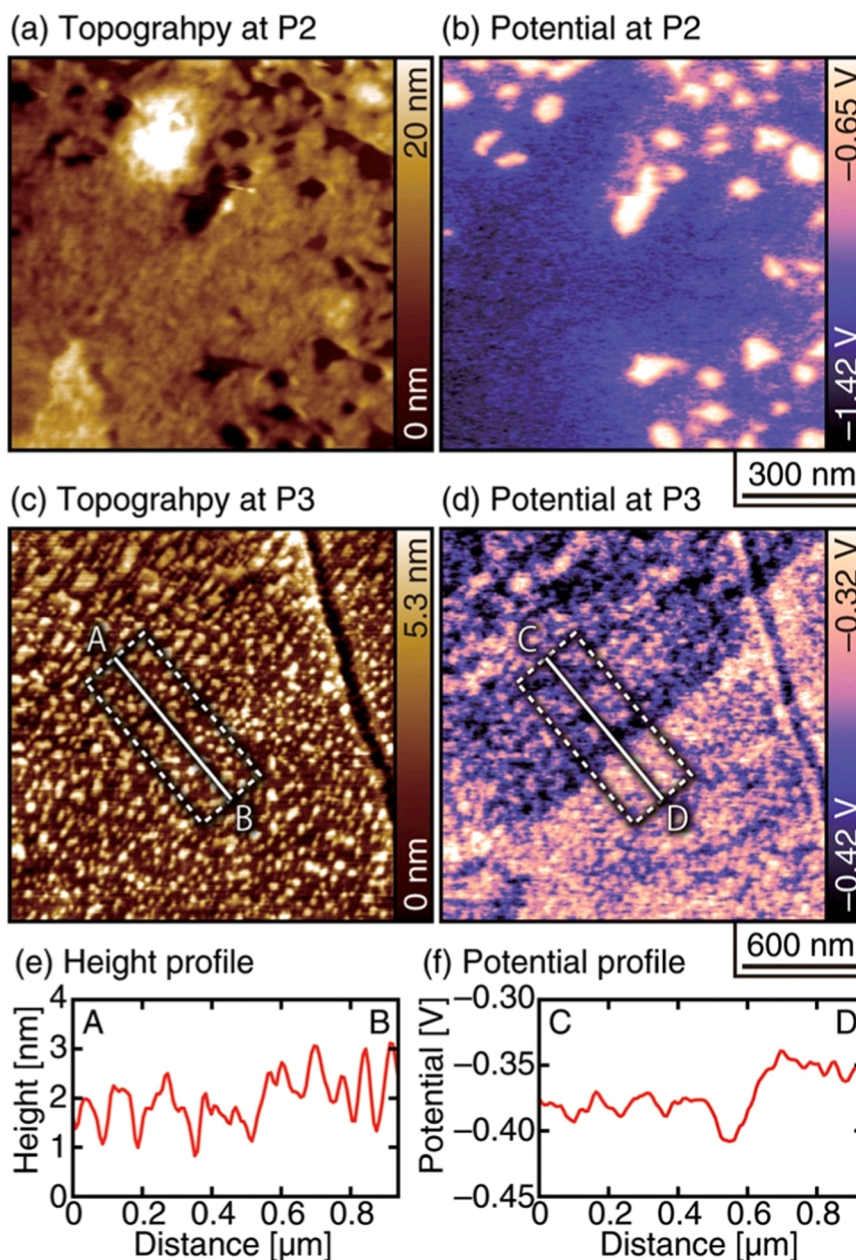 (a) Topograhpy at P2
(b) Potential at P2
20 nm
0 nm
−0.65 V
−1.42 V
300 nm
(c) Topograhpy at P3
(d) Potential at P3
A
B
5.3 nm
0 nm
C
D
−0.32 V
−0.42 V
600 nm
(e) Height profile
(f) Potential profile
4
3
2
1
0
Height [nm]
A
B
0
0.2
0.4
0.6
0.8
Distance [μm]
−0.30
−0.35
−0.40
−0.45
Potential [V]
C
D
0
0.2
0.4
0.6
0.8
Distance [μm]